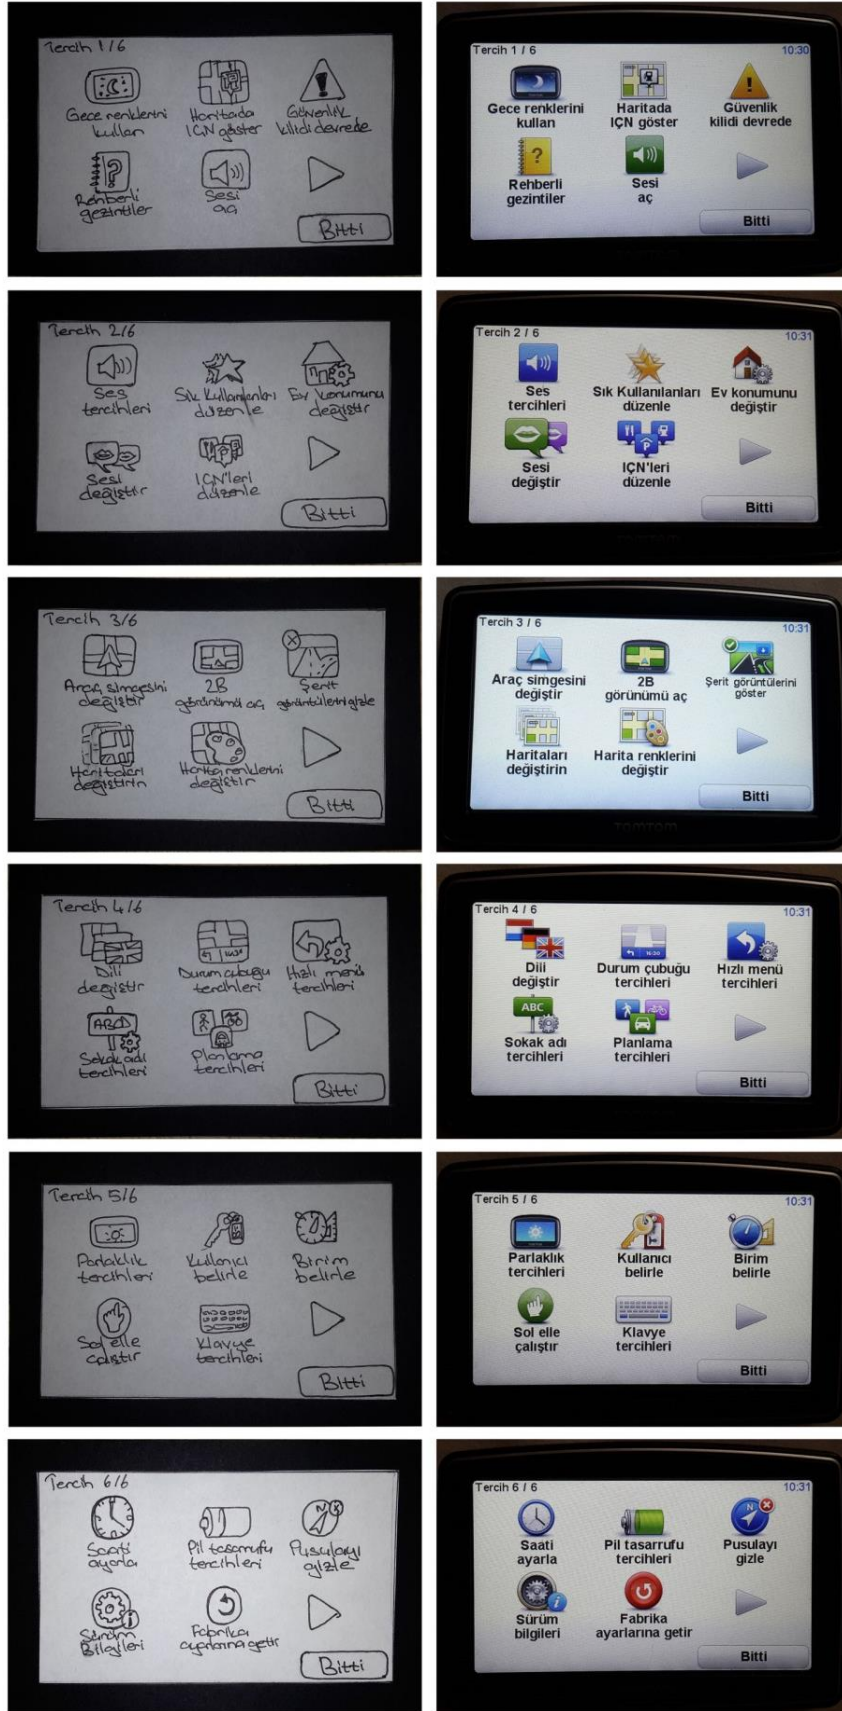 Tercih 1/6
Gece renklerini
kullan
Haritada
IÇN göster
Güvenlik
kilidi devrede
Rehberli
gezintiler
Sesi
aç
Bitti
Tercih 1 / 6
10:30
Gece renklerini
kullan
Haritada
IÇN göster
Güvenlik
kilidi devrede
Rehberli
gezintiler
Sesi
aç
Bitti
Tercih 2/6
Ses
tercihleri
Sık Kullanılanları
düzenle
Ev konumunu
değiştir
Sesi
değiştir
IÇN'leri
düzenle
Bitti
Tercih 2 / 6
10:31
Ses
tercihleri
Sık Kullanılanları
düzenle
Ev konumunu
değiştir
Sesi
değiştir
IÇN'leri
düzenle
Bitti
TOMTOM
Tercih 3/6
Araç simgesini
değiştir
2B
görünümü aç
Şerit
görüntülerini gizle
Haritaları
değiştirin
Harita renklerini
değiştir
Bitti
Tercih 3 / 6
10:31
Araç simgesini
değiştir
2B
görünümü aç
Şerit görüntülerini
göster
Haritaları
değiştirin
Harita renklerini
değiştir
Bitti
TOMTOM
Tercih 4/6
Dili
değiştir
Durum çubuğu
tercihleri
Hızlı menü
tercihleri
ABC
Sokak adı
tercihleri
Planlama
tercihleri
Bitti
Tercih 4 / 6
10:31
Dili
değiştir
Durum çubuğu
tercihleri
Hızlı menü
tercihleri
ABC
Sokak adı
tercihleri
Planlama
tercihleri
Bitti
Tercih 5/6
Parlaklık
tercihleri
Kullanıcı
belirle
Birim
belirle
Sol elle
çalıştır
Klavye
tercihleri
Bitti
Tercih 5 / 6
10:31
Parlaklık
tercihleri
Kullanıcı
belirle
Birim
belirle
Sol elle
çalıştır
Klavye
tercihleri
Bitti
Tercih 6/6
Saati
ayarla
Pil tasarrufu
tercihleri
N
Pusulayı
gizle
Sürüm
Bilgileri
Fabrika
ayarlarına getir
Bitti
Tercih 6 / 6
10:31
Saati
ayarla
Pil tasarrufu
tercihleri
N
Pusulayı
gizle
Sürüm
bilgileri
Fabrika
ayarlarına getir
Bitti